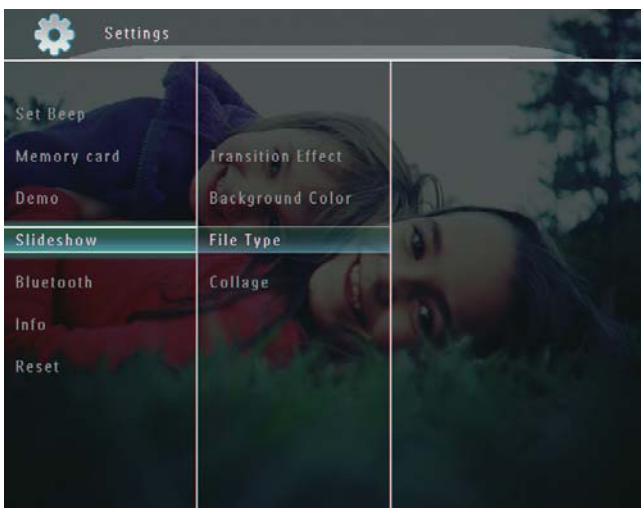 Settings
Set Beep
Memory card
Demo
Slideshow
Bluetooth
Info
Reset
Transition Effect
Background Color
File Type
Collage